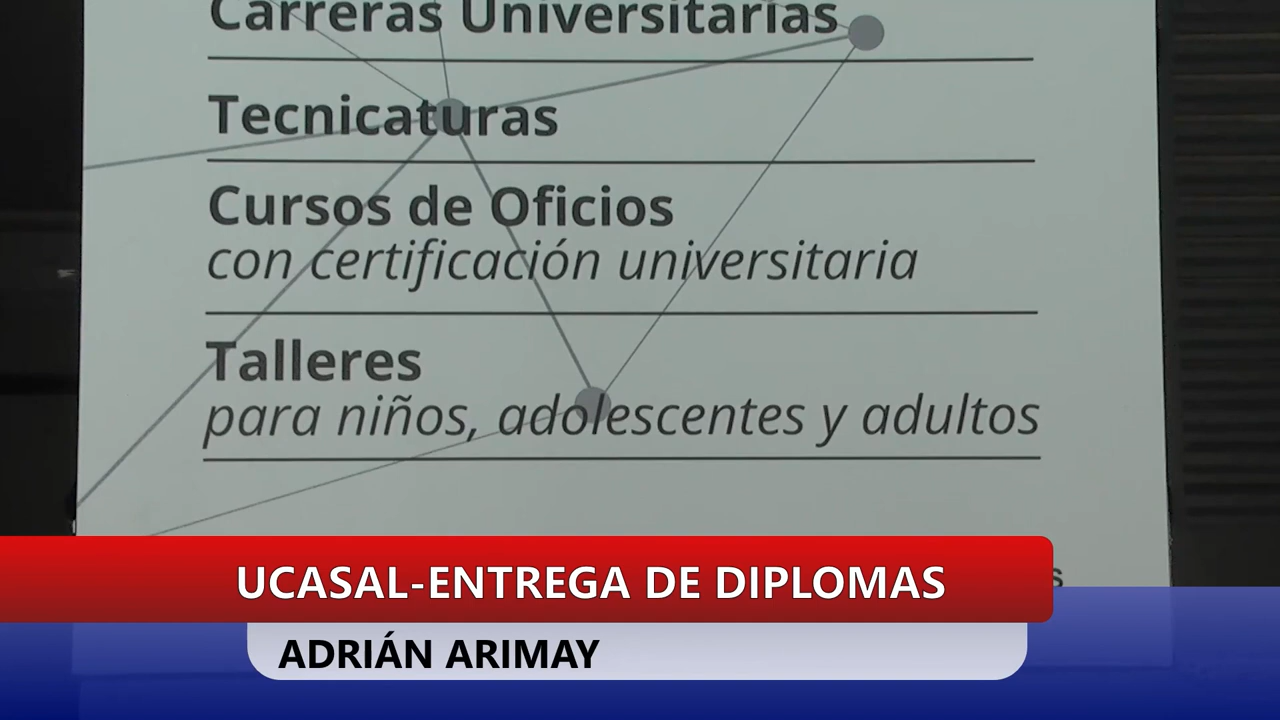 Carreras Universitarias
Tecnicaturas
Cursos de Oficios
con certificación universitaria
Talleres
para niños, adolescentes y adultos
UCASAL-ENTREGA DE DIPLOMAS
ADRIÁN ARIMAY